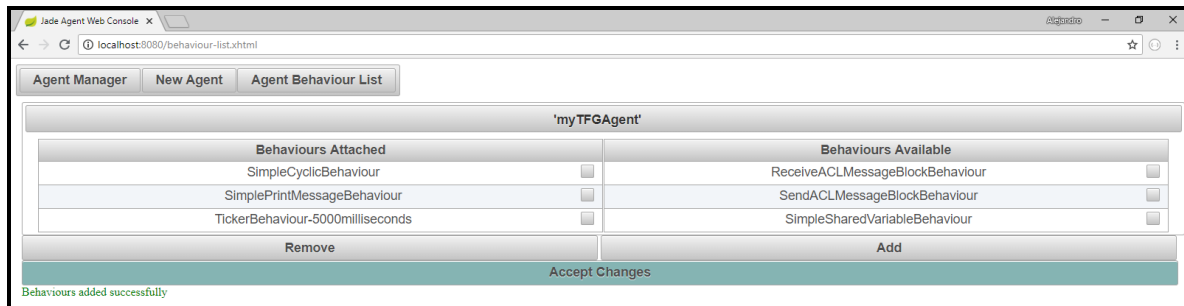 Jade Agent Web Console
Alejandro
localhost:8080/behaviour-list.xhtml
Agent Manager New Agent Agent Behaviour List
'myTFGAgent'
Behaviours Attached Behaviours Available
SimpleCyclicBehaviour ReceiveACLMessageBlockBehaviour
SimplePrintMessageBehaviour SendACLMessageBlockBehaviour
TickerBehaviour-5000milliseconds SimpleSharedVariableBehaviour
Remove Add
Accept Changes
Behaviours added successfully